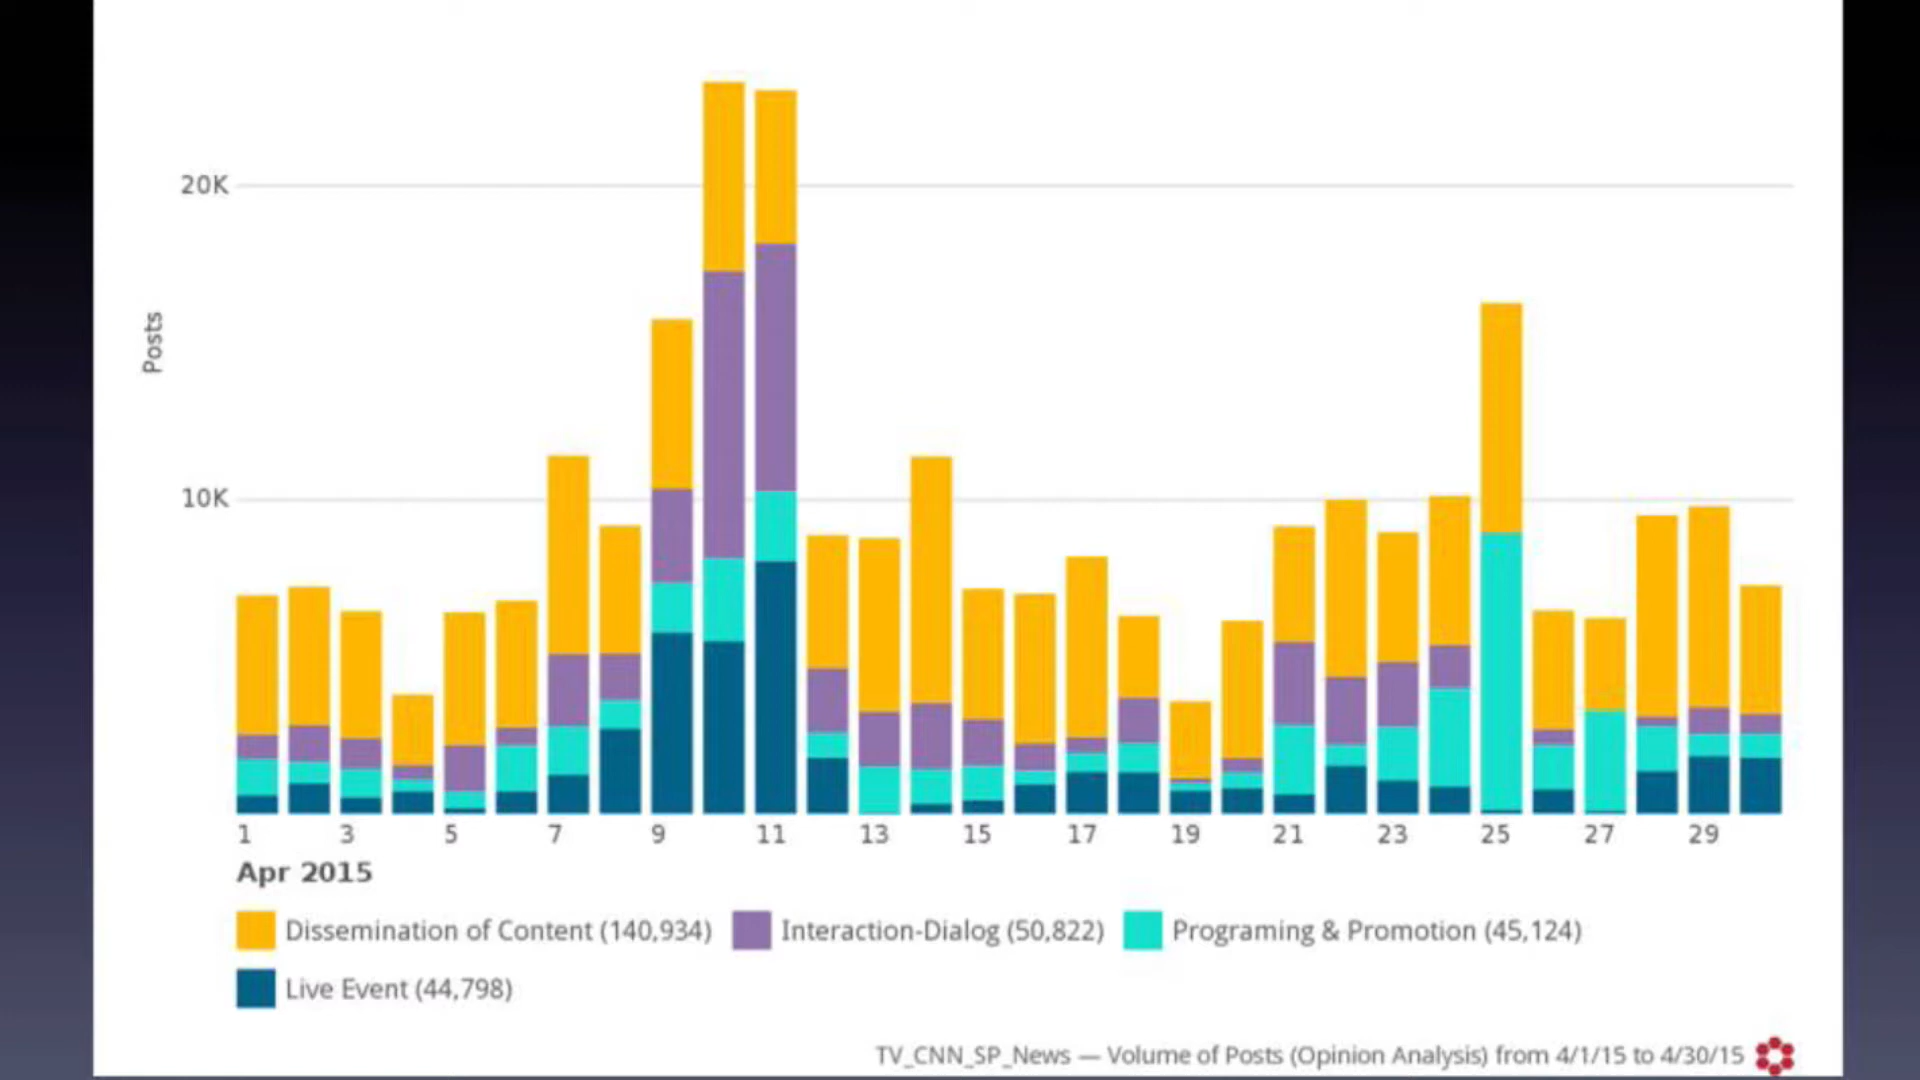 20K
10K
Posts
1 3 5 7 9 11 13 15 17 19 21 23 25 27 29
Apr 2015
Dissemination of Content (140,934) Interaction-Dialog (50,822) Programing & Promotion (45,124)
Live Event (44,798)
TV_CNN_SP_News — Volume of Posts (Opinion Analysis) from 4/1/15 to 4/30/15